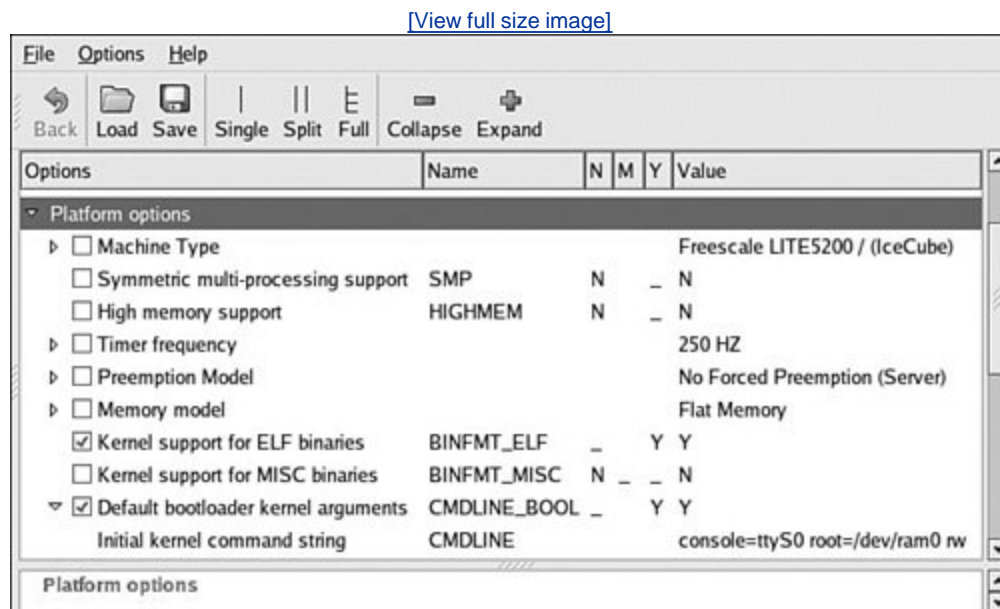 [View full size image]
File Options Help
Back Load Save Single Split Full Collapse Expand
Options Name N M Y Value
Platform options
Machine Type Freescale LITE5200 / (IceCube)
Symmetric multi-processing support SMP N _ N
High memory support HIGHMEM N _ N
Timer frequency 250 HZ
Preemption Model No Forced Preemption (Server)
Memory model Flat Memory
Kernel support for ELF binaries BINFMT_ELF _ Y Y
Kernel support for MISC binaries BINFMT_MISC N _ _ N
Default bootloader kernel arguments CMDLINE_BOOL _ Y Y
Initial kernel command string CMDLINE console=ttyS0 root=/dev/ram0 rw
Platform options